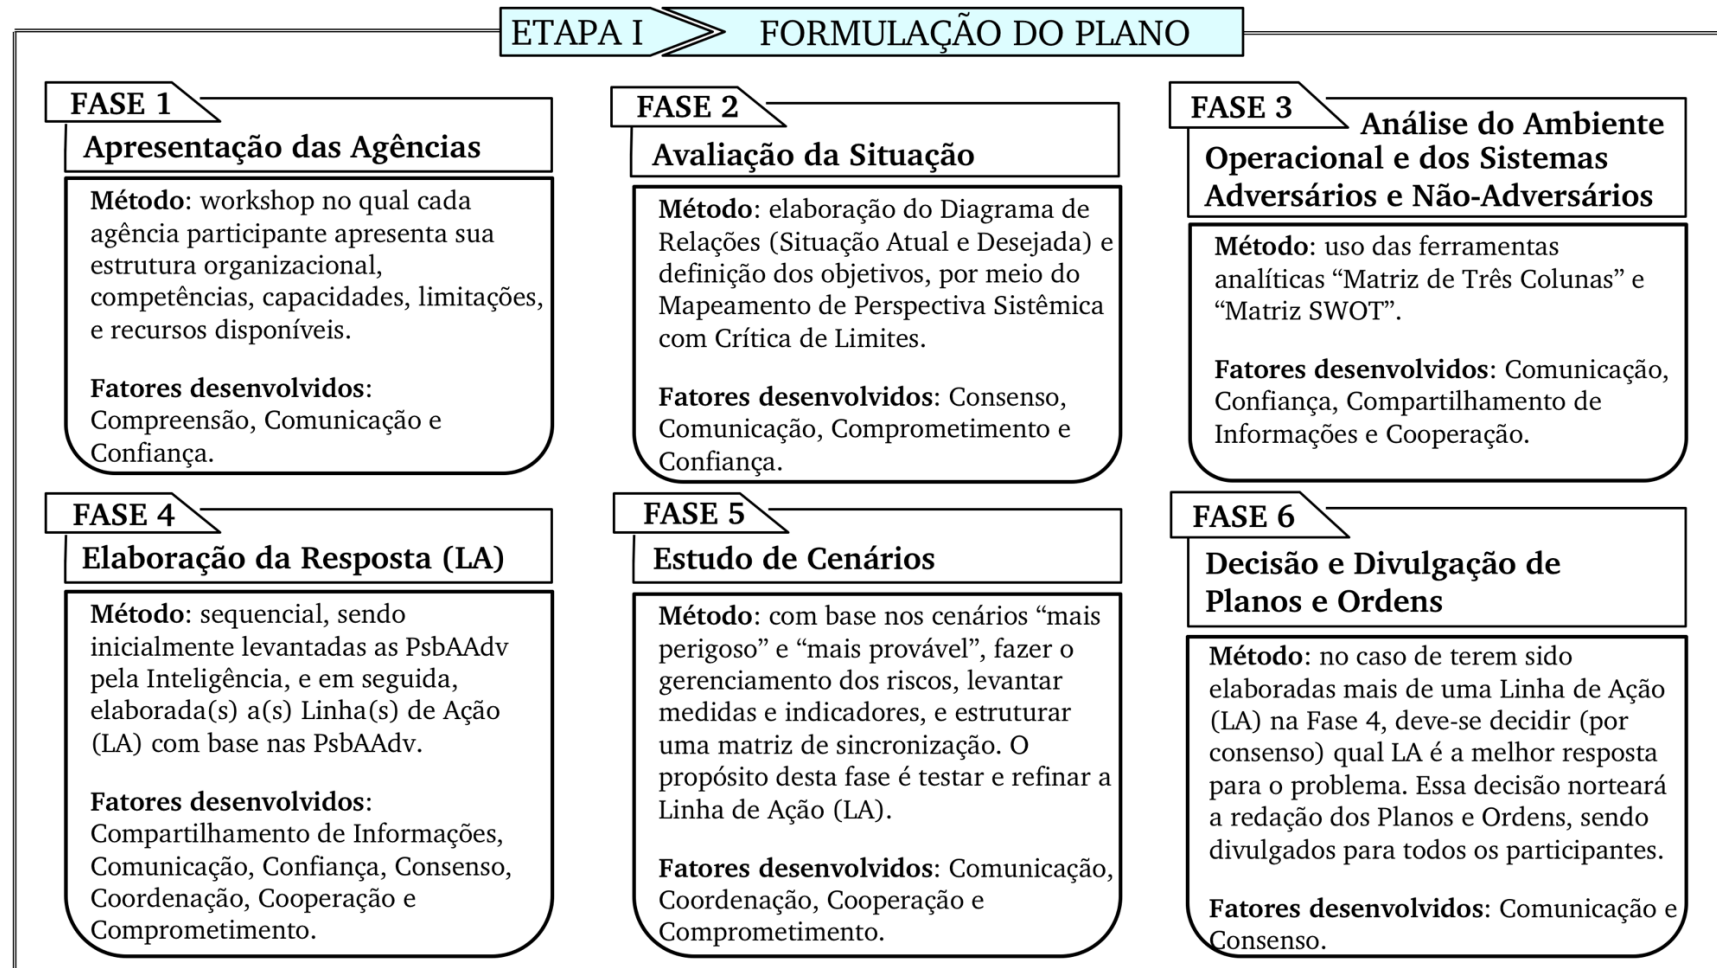 ETAPA I
FORMULAÇÃO DO PLANO
FASE 1
Apresentação das Agências
Método: workshop no qual cada
agência participante apresenta sua
estrutura organizacional,
competências, capacidades, limitações,
e recursos disponíveis.
Fatores desenvolvidos:
Compreensão, Comunicação e
Confiança.
FASE 2
Avaliação da Situação
Método: elaboração do Diagrama de
Relações (Situação Atual e Desejada) e
definição dos objetivos, por meio do
Mapeamento de Perspectiva Sistêmica
com Crítica de Limites.
Fatores desenvolvidos: Consenso,
Comunicação, Comprometimento e
Confiança.
FASE 3
Análise do Ambiente
Operacional e dos Sistemas
Adversários e Não-Adversários
Método: uso das ferramentas
analíticas “Matriz de Três Colunas” e
“Matriz SWOT”.
Fatores desenvolvidos: Comunicação,
Confiança, Compartilhamento de
Informações e Cooperação.
FASE 4
Elaboração da Resposta (LA)
Método: sequencial, sendo
inicialmente levantadas as PsbAAdv
pela Inteligência, e em seguida,
elaborada(s) a(s) Linha(s) de Ação
(LA) com base nas PsbAAdv.
Fatores desenvolvidos:
Compartilhamento de Informações,
Comunicação, Confiança, Consenso,
Coordenação, Cooperação e
Comprometimento.
FASE 5
Estudo de Cenários
Método: com base nos cenários “mais
perigoso” e “mais provável”, fazer o
gerenciamento dos riscos, levantar
medidas e indicadores, e estruturar
uma matriz de sincronização. O
propósito desta fase é testar e refinar a
Linha de Ação (LA).
Fatores desenvolvidos: Comunicação,
Coordenação, Cooperação e
Comprometimento.
FASE 6
Decisão e Divulgação de
Planos e Ordens
Método: no caso de terem sido
elaboradas mais de uma Linha de Ação
(LA) na Fase 4, deve-se decidir (por
consenso) qual LA é a melhor resposta
para o problema. Essa decisão norteará
a redação dos Planos e Ordens, sendo
divulgados para todos os participantes.
Fatores desenvolvidos: Comunicação e
Consenso.